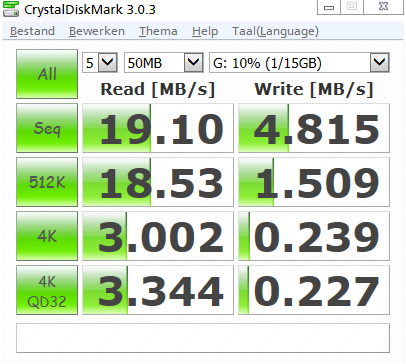 CrystalDiskMark 3.0.3
Bestand Bewerken Thema Help Taal(Language)
All 5 50MB G: 10% (1/15GB)
Read [MB/s] Write [MB/s]
Seq 19.10 4.815
512K 18.53 1.509
4K 3.002 0.239
4K QD32 3.344 0.227